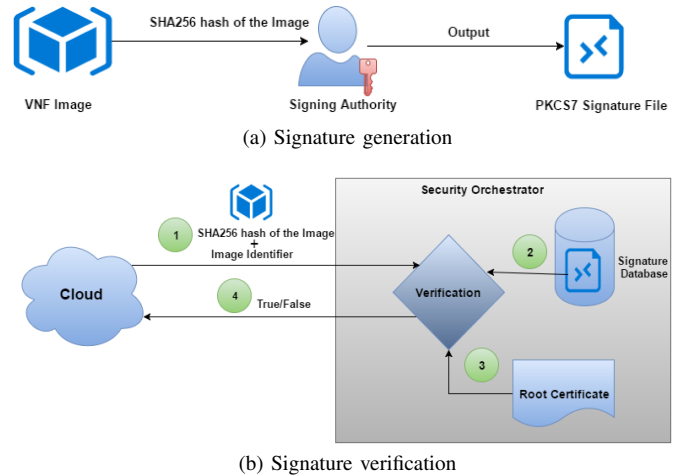 SHA256 hash of the Image
Output
VNF Image
Signing Authority
PKCS7 Signature File
(a) Signature generation
Security Orchestrator
1
SHA256 hash of the Image
+
Image Identifier
2
Signature
Database
Cloud
Verification
4
True/False
3
Root Certificate
(b) Signature verification